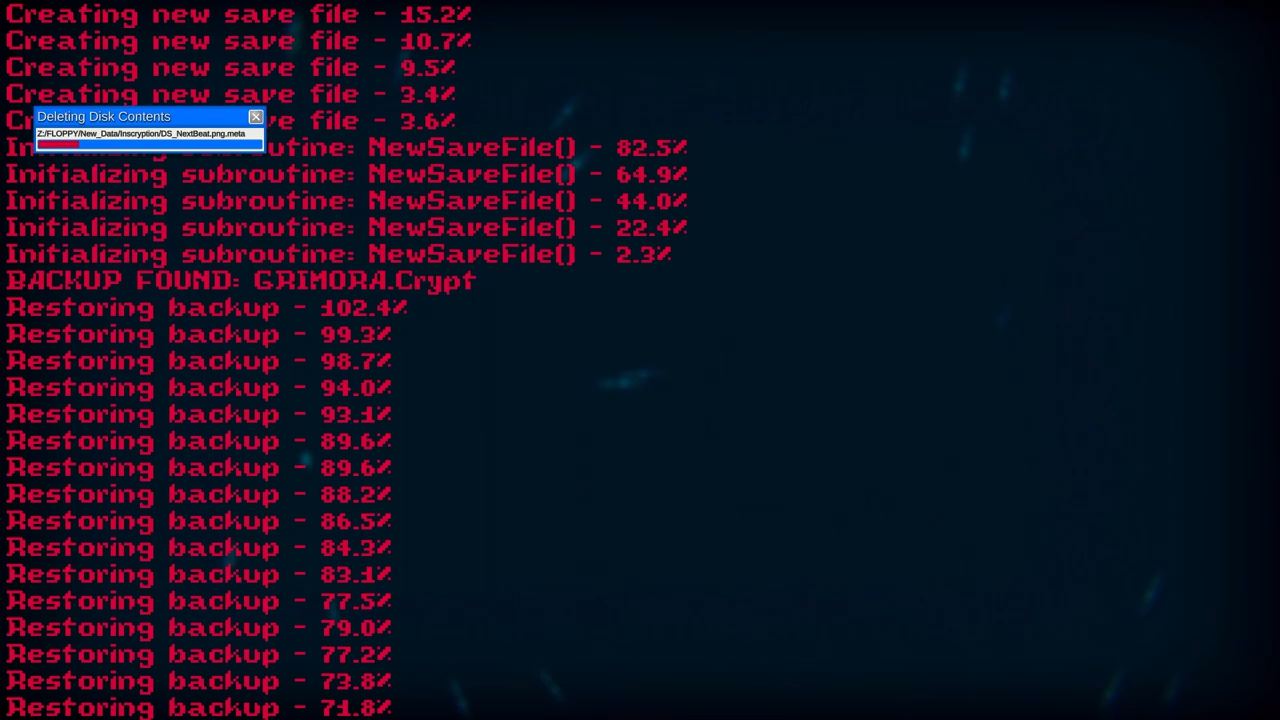 Creating new save file - 15.2%
Creating new save file - 10.7%
Creating new save file - 9.5%
Creating new save file - 3.4%
Deleting Disk Contents
Z:/FLOPPY/New_Data/Inscryption/DS_NextBeat.png.meta
save file - 3.6%
subroutine: NewSaveFile() - 82.5%
Initializing subroutine: NewSaveFile() - 64.9%
Initializing subroutine: NewSaveFile() - 44.0%
Initializing subroutine: NewSaveFile() - 22.4%
Initializing subroutine: NewSaveFile() - 2.3%
BACKUP FOUND: GRIMORA.Crypt
Restoring backup - 102.4%
Restoring backup - 99.3%
Restoring backup - 98.7%
Restoring backup - 94.0%
Restoring backup - 93.1%
Restoring backup - 89.6%
Restoring backup - 89.6%
Restoring backup - 88.2%
Restoring backup - 86.5%
Restoring backup - 84.3%
Restoring backup - 83.1%
Restoring backup - 77.5%
Restoring backup - 79.0%
Restoring backup - 77.2%
Restoring backup - 73.8%
Restoring backup - 71.8%